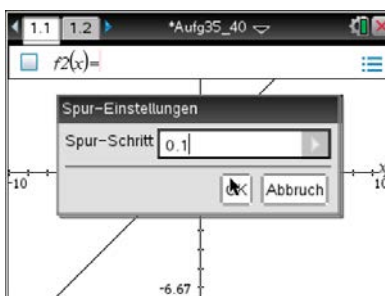 1.1 1.2 *Aufg35_40
f2(x)=
Spur-Einstellungen
Spur-Schritt 0.1
OK Abbruch
-10 x
10
-6.67